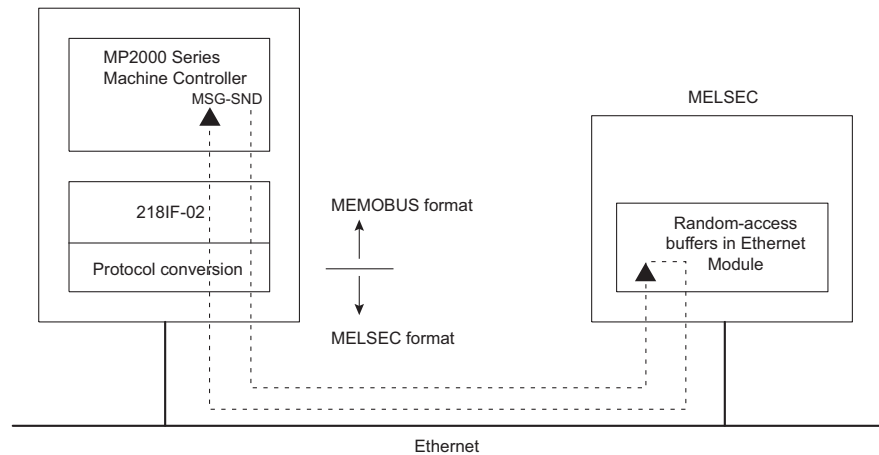 MP2000 Series
Machine Controller
MSG-SND
218IF-02
Protocol conversion
MEMOBUS format
MELSEC format
MELSEC
Random-access
buffers in Ethernet
Module
Ethernet